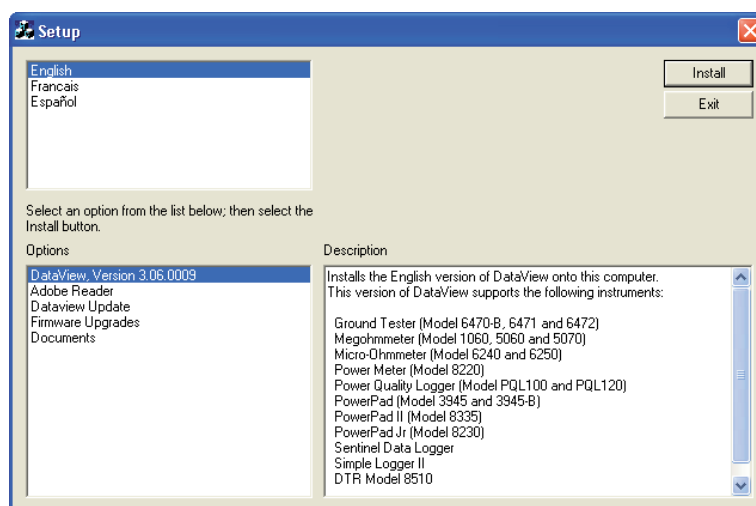 Setup
English
Francais
Español
Install
Exit
Select an option from the list below; then select the
Install button.
Options
DataView, Version 3.06.0009
Adobe Reader
Dataview Update
Firmware Upgrades
Documents
Description
Installs the English version of DataView onto this computer.
This version of DataView supports the following instruments:
Ground Tester (Model 6470-B, 6471 and 6472)
Megohmmeter (Model 1060, 5060 and 5070)
Micro-Ohmmeter (Model 6240 and 6250)
Power Meter (Model 8220)
Power Quality Logger (Model PQL100 and PQL120)
PowerPad (Model 3945 and 3945-B)
PowerPad II (Model 8335)
PowerPad Jr (Model 8230)
Sentinel Data Logger
Simple Logger II
DTR Model 8510